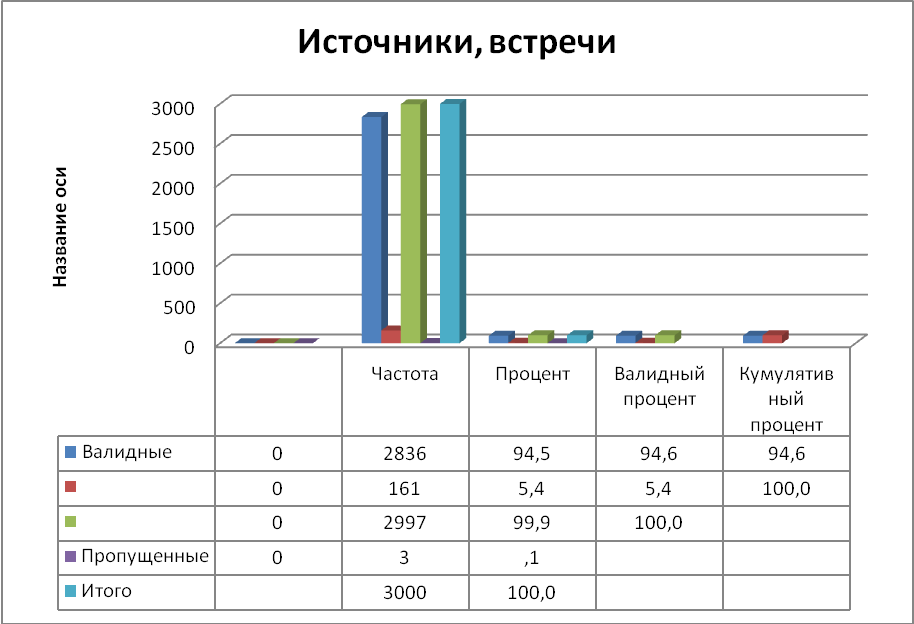 Источники, встречи
Название оси
3000
2500
2000
1500
1000
500
0
Частота Процент Валидный процент Кумулятив ный процент
Валидные 0 2836 94,5 94,6 94,6
0 161 5,4 5,4 100,0
0 2997 99,9 100,0
Пропущенные 0 3 ,1
Итого 3000 100,0